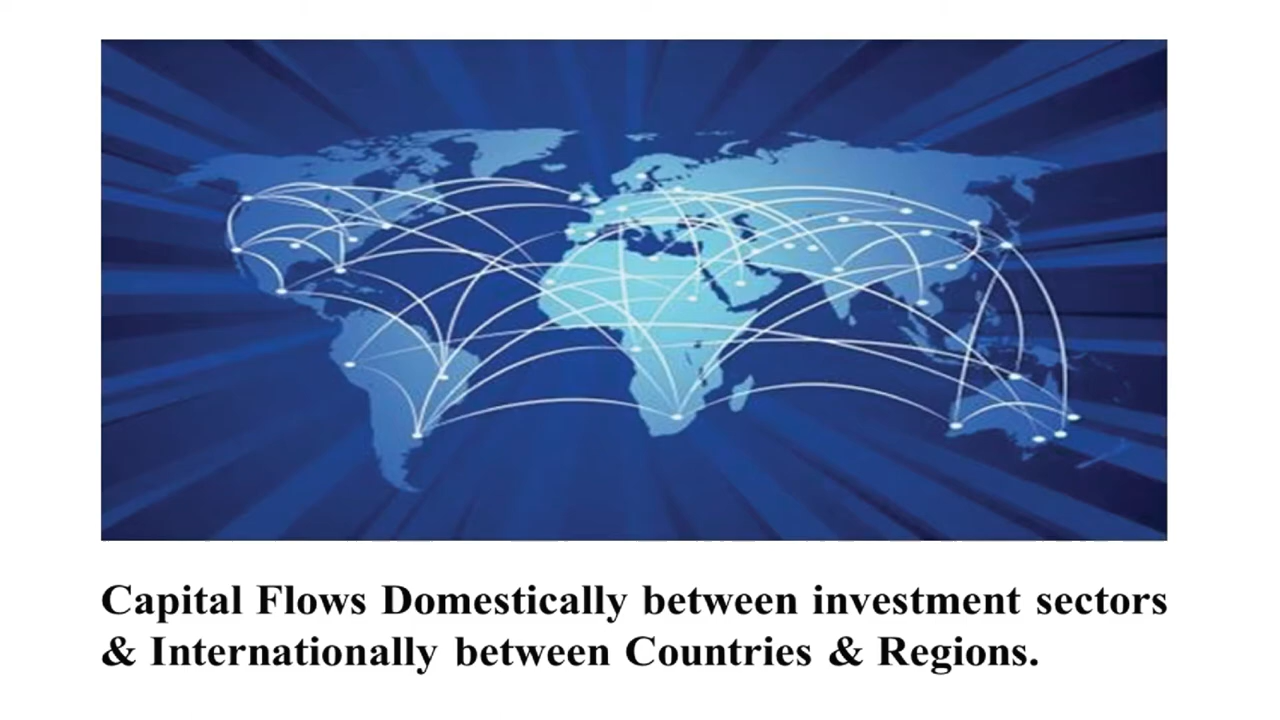 Capital Flows Domestically between investment sectors
& Internationally between Countries & Regions.